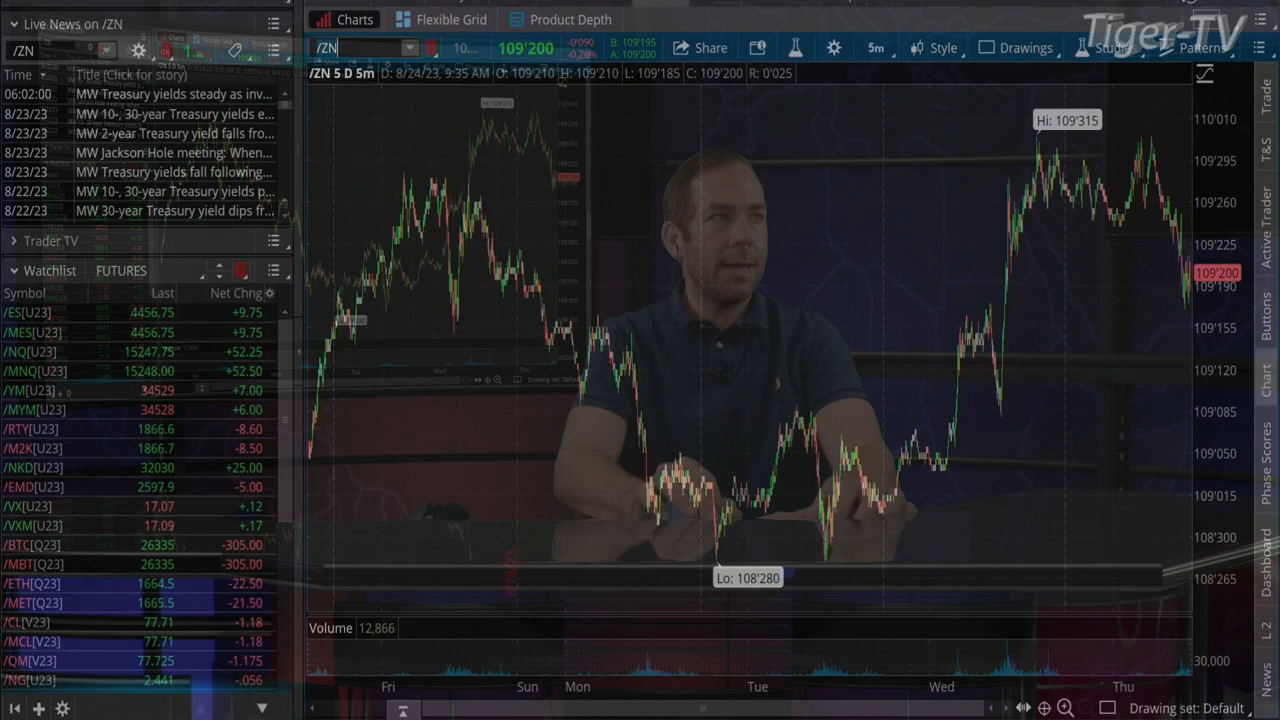 Live News on /ZN
/ZN
Time Title (Click for story)
06:02:00 MW Treasury yields steady as inv...
8/23/23 MW 10-, 30-year Treasury yields e...
8/23/23 MW 2-year Treasury yield falls fro...
8/23/23 MW Jackson Hole meeting: When...
8/23/23 MW Treasury yields fall following...
8/22/23 MW 10-, 30-year Treasury yields p...
8/22/23 MW 30-year Treasury yield dips fr...
Trader TV
Watchlist FUTURES
Symbol Last Net Chng
/ES[U23] 4456.75 +9.75
/MES[U23] 4456.75 +9.75
/NQ[U23] 15247.75 +52.25
/MNQ[U23] 15248.00 +52.50
/YM[U23] 34529 +7.00
/MYM[U23] 34528 +6.00
/RTY[U23] 1866.6 -8.60
/M2K[U23] 1866.7 -8.50
/NKD[U23] 32030 +25.00
/EMD[U23] 2597.9 -5.00
/VX[U23] 17.07 +.12
/VXM[U23] 17.09 +.17
/BTC[Q23] 26335 -305.00
/MBT[Q23] 26335 -305.00
/ETH[Q23] 1664.5 -22.50
/MET[Q23] 1665.5 -21.50
/CL[V23] 77.71 -1.18
/MCL[V23] 77.71 -1.18
/QM[V23] 77.725 -1.175
/NG[V23] 2.441 -.056
Charts Flexible Grid Product Depth
Tiger-TV
/ZN 10... 109'200 B: 109'195
A: 109'200
Share 5m Style Drawings Studies Patterns
/ZN 5 D 5m D: 8/24/23, 9:35 AM O: 109'210 H: 109'210 L: 109'185 C: 109'200 R: 0'025
Hi: 109'315
Lo: 108'280
110'010
109'295
109'260
109'225
109'200
109'190
109'155
109'120
109'085
109'050
109'015
108'300
108'265
Volume 12,866
30,000
Fri Sun Mon Tue Wed Thu
Drawing set: Default
Trade
T&S
Active Trader
Buttons
Chart
Phase Scores
Dashboard
L 2
News